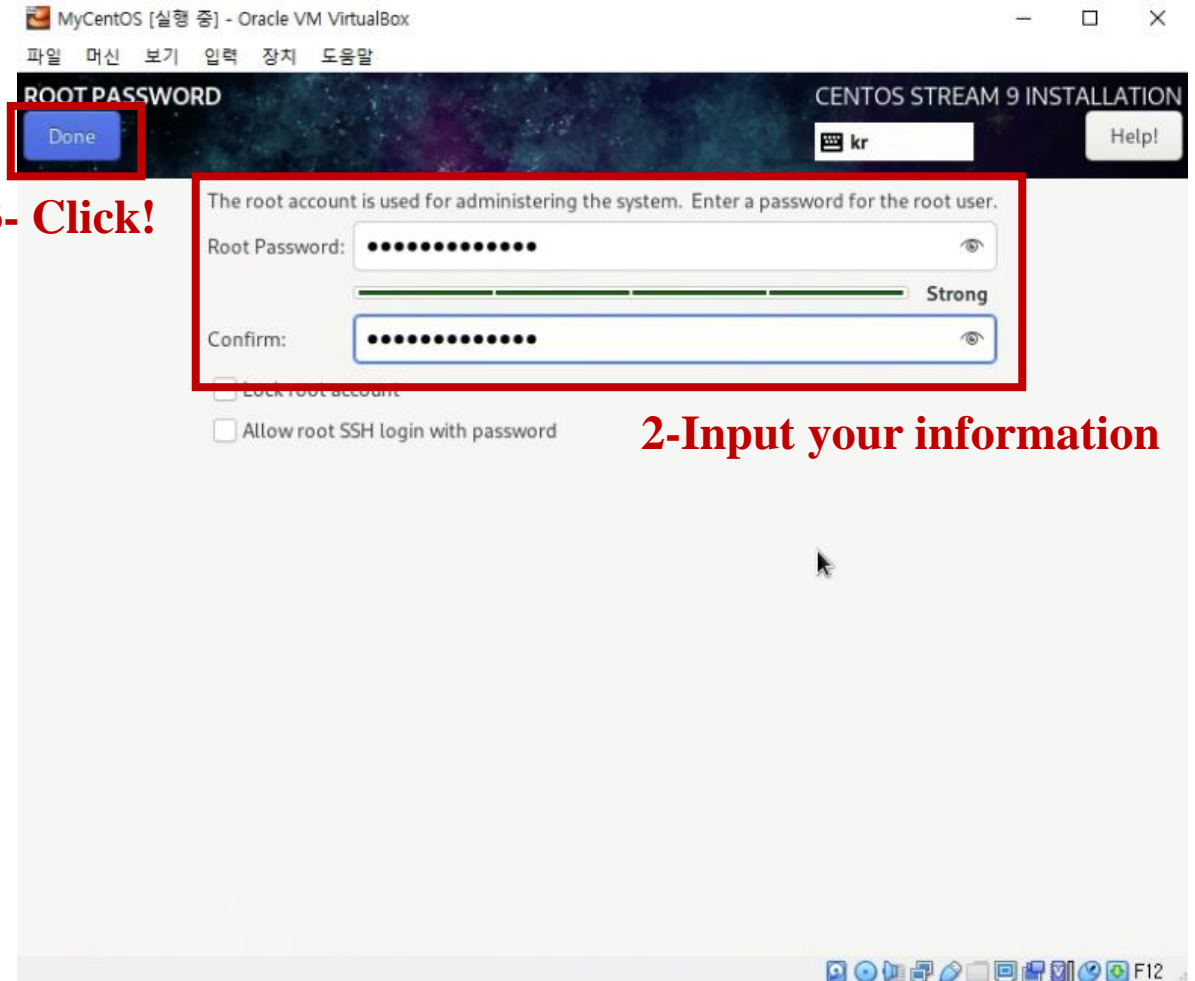 MyCentOS [실행 중] - Oracle VM VirtualBox
파일 머신 보기 입력 장치 도움말
ROOT PASSWORD
CENTOS STREAM 9 INSTALLATION
Done
kr
Help!
- Click!
The root account is used for administering the system. Enter a password for the root user.
Root Password: •••••••••••••
Strong
Confirm: •••••••••••••
Lock root account
Allow root SSH login with password
2-Input your information
F12